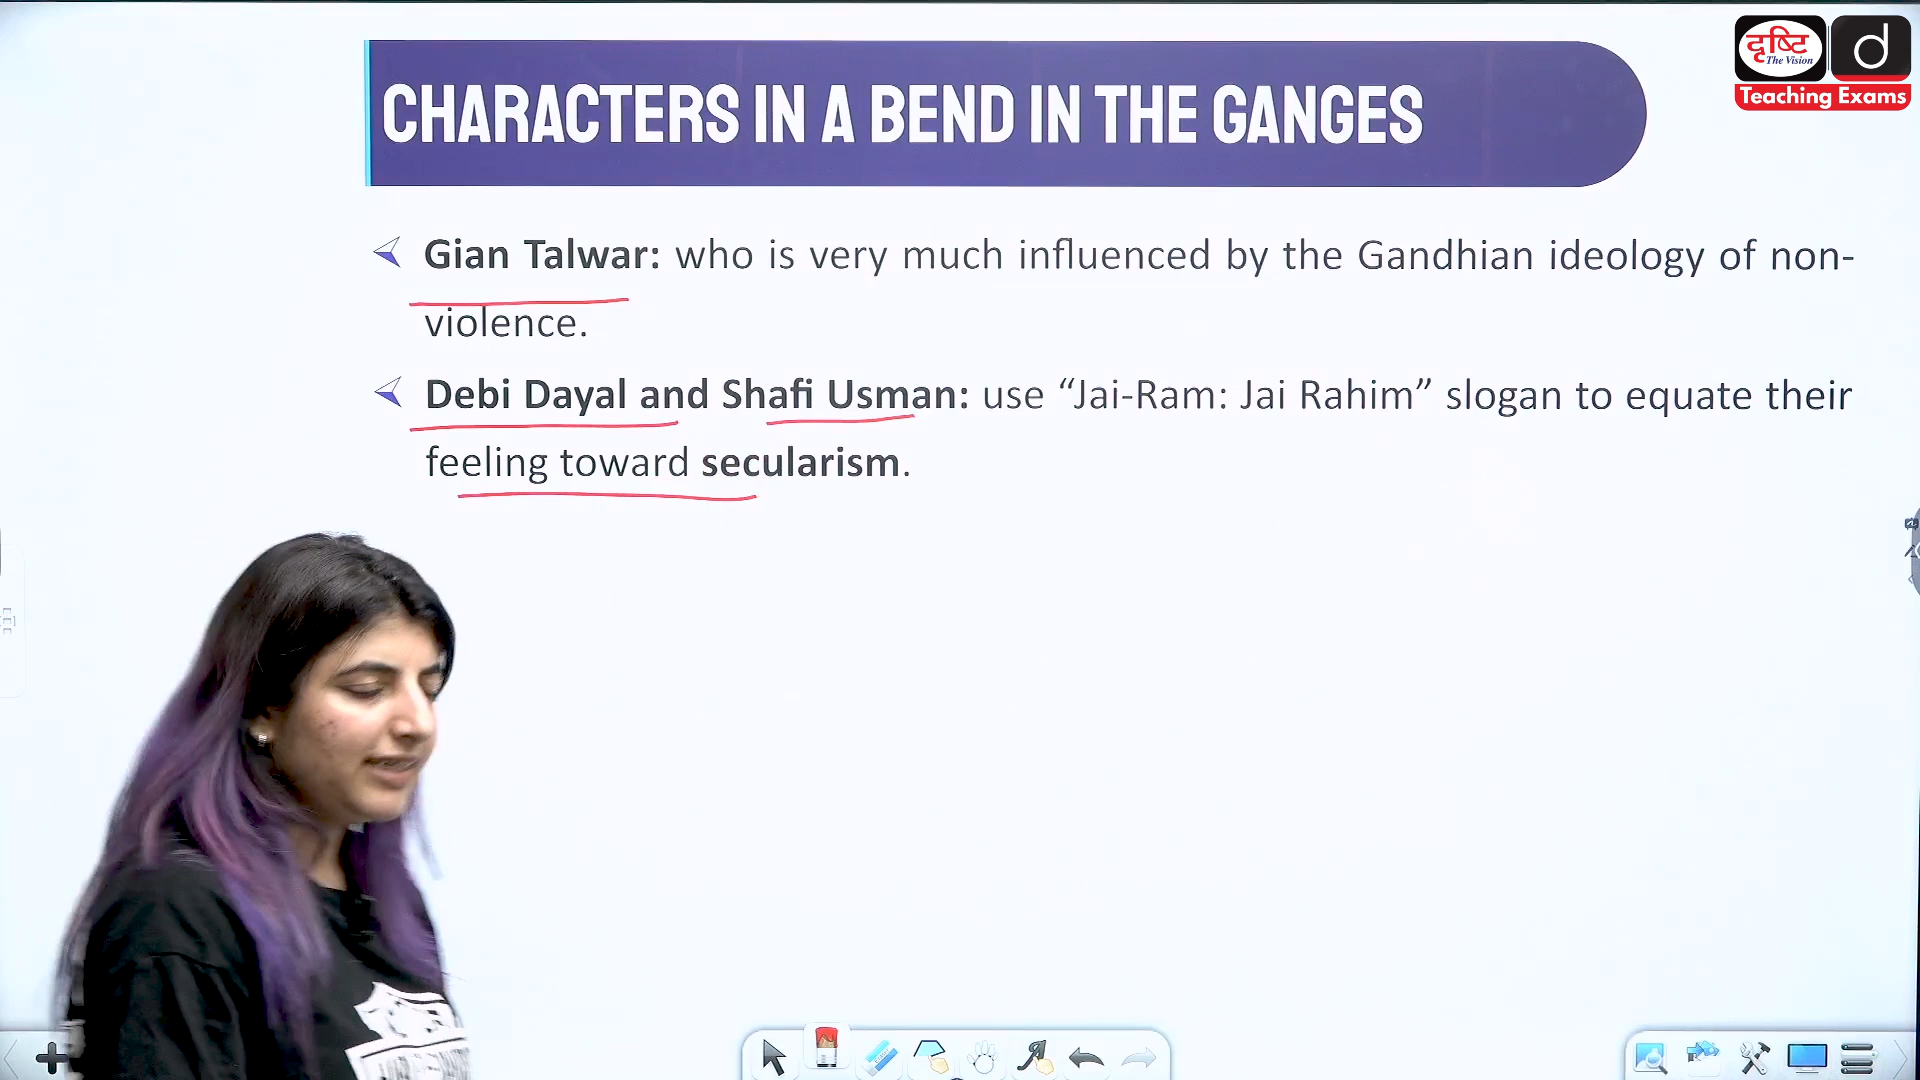 दृष्टि
The Vision
d
Teaching Exams
CHARACTERS IN A BEND IN THE GANGES
Gian Talwar: who is very much influenced by the Gandhian ideology of non-
violence.
Debi Dayal and Shafi Usman: use “Jai-Ram: Jai Rahim” slogan to equate their
feeling toward secularism.